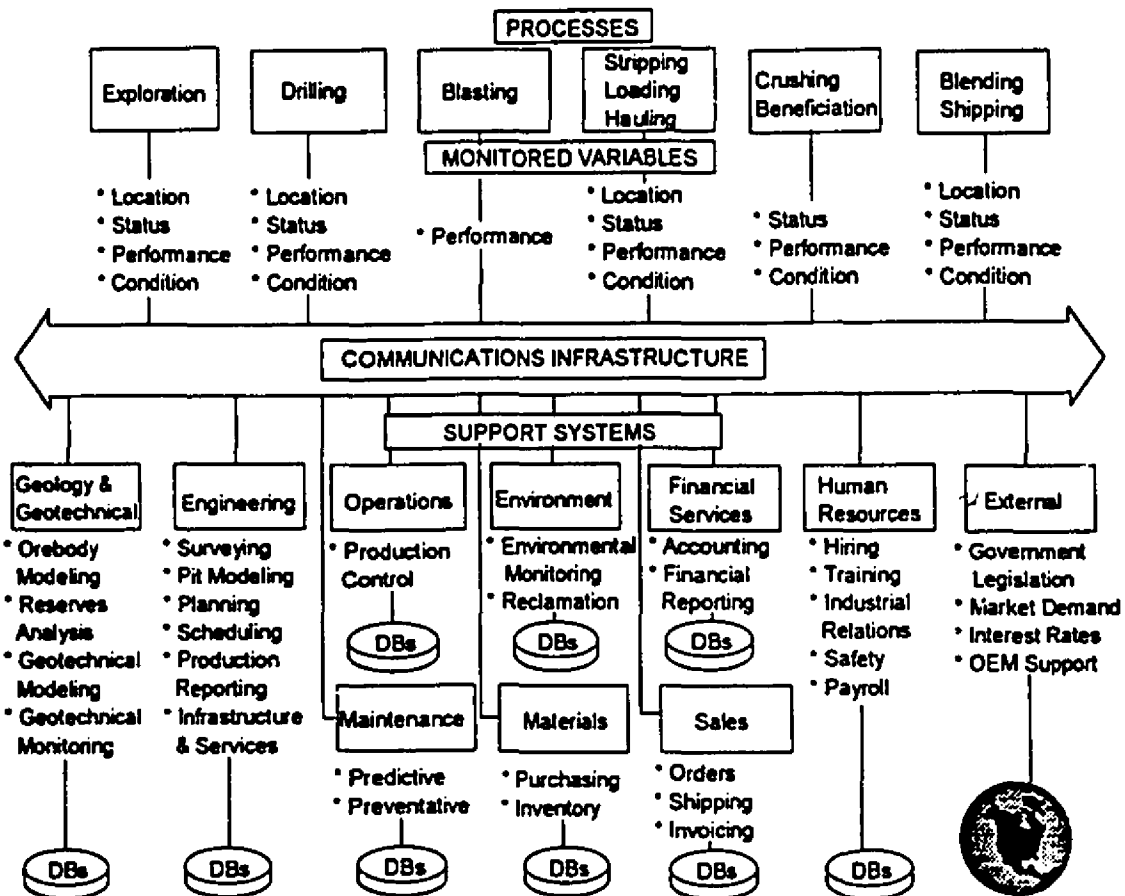 PROCESSES
Exploration
Drilling
Blasting
Stripping
Loading
Hauling
Crushing
Beneficiation
Blending
Shipping
MONITORED VARIABLES
* Location
* Status
* Performance
* Condition
* Location
* Status
* Performance
* Condition
* Performance
* Location
* Status
* Performance
* Condition
* Status
* Performance
* Condition
* Location
* Status
* Performance
* Condition
COMMUNICATIONS INFRASTRUCTURE
SUPPORT SYSTEMS
Geology &
Geotechnical
* Orebody
Modeling
* Reserves
Analysis
* Geotechnical
Modeling
* Geotechnical
Monitoring
DBs
Engineering
* Surveying
* Pit Modeling
* Planning
* Scheduling
* Production
Reporting
* Infrastructure
& Services
DBs
Operations
* Production
Control
DBs
Maintenance
* Predictive
* Preventative
DBs
Environment
* Environmental
Monitoring
* Reclamation
DBs
Materials
* Purchasing
* Inventory
DBs
Financial
Services
* Accounting
* Financial
Reporting
DBs
Sales
* Orders
* Shipping
* Invoicing
DBs
Human
Resources
* Hiring
* Training
* Industrial
Relations
* Safety
* Payroll
DBs
External
* Government
Legislation
* Market Demand
* Interest Rates
* OEM Support